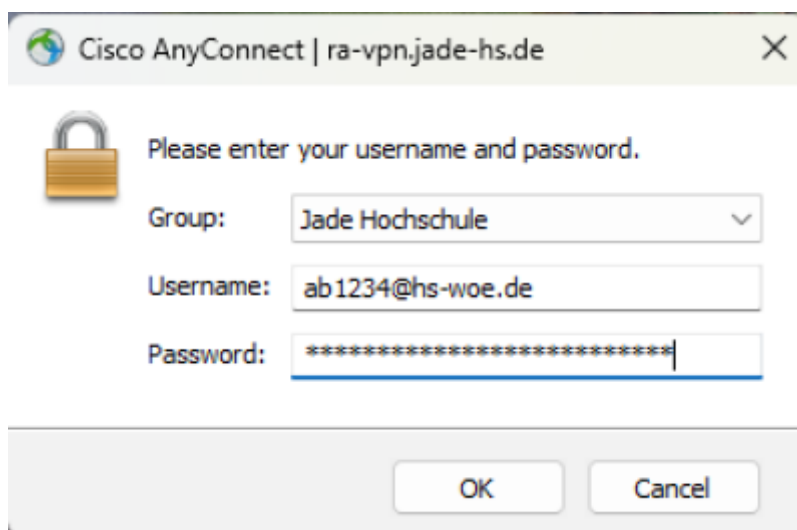 Cisco AnyConnect | ra-vpn.jade-hs.de
Please enter your username and password.
Group: Jade Hochschule
Username: ab1234@hs-woe.de
Password: **************************
OK Cancel